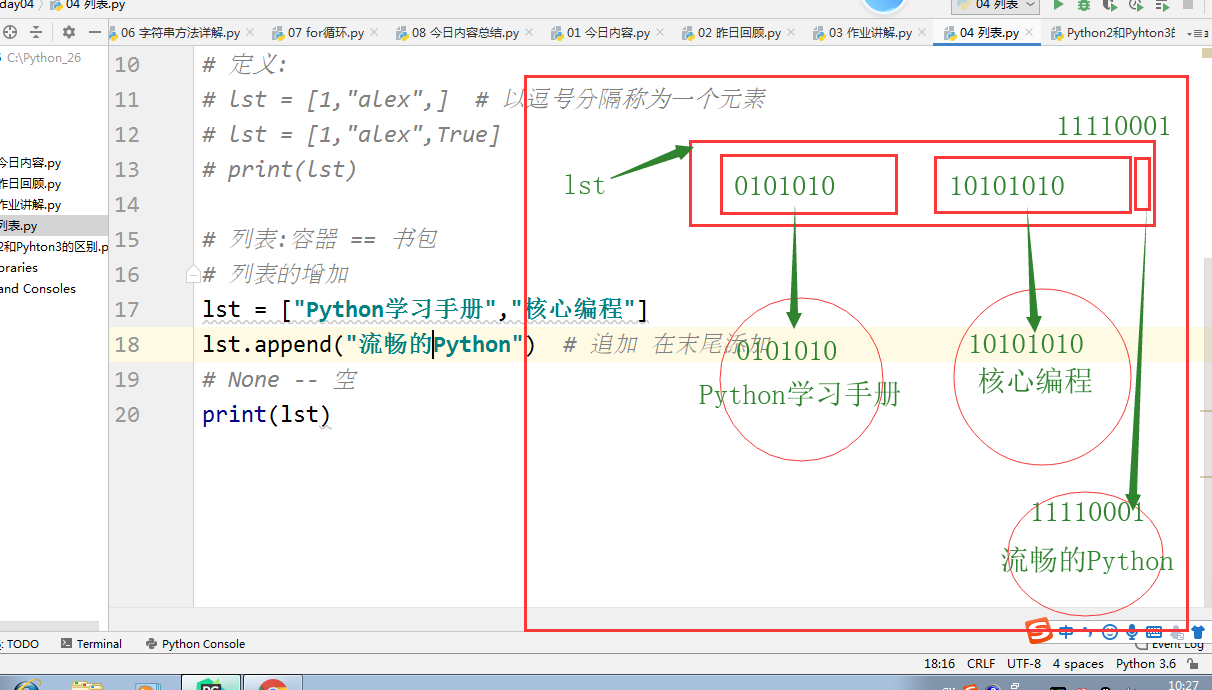 day04 04 列表.py
04 列表
06 字符串方法详解.py 07 for循环.py 08 今日内容总结.py 01 今日内容.py 02 昨日回顾.py 03 作业讲解.py 04 列表.py Python2和Pyhton3的
C:\Python_26
今日内容.py
昨日回顾.py
作业讲解.py
列表.py
2和Pyhton3的区别.p
braries
and Consoles
10 # 定义:
11 # lst = [1,"alex",] # 以逗号分隔称为一个元素
12 # lst = [1,"alex",True]
13 # print(lst)
14
15 # 列表:容器 == 书包
16 # 列表的增加
17 lst = ["Python学习手册","核心编程"]
18 lst.append("流畅的Python") # 追加 在末尾添加
19 # None -- 空
20 print(lst)
11110001
lst
0101010 10101010
0101010
Python学习手册
10101010
核心编程
11110001
流畅的Python
中
: TODO Terminal Python Console Event Log
18:16 CRLF UTF-8 4 spaces Python 3.6
10:27